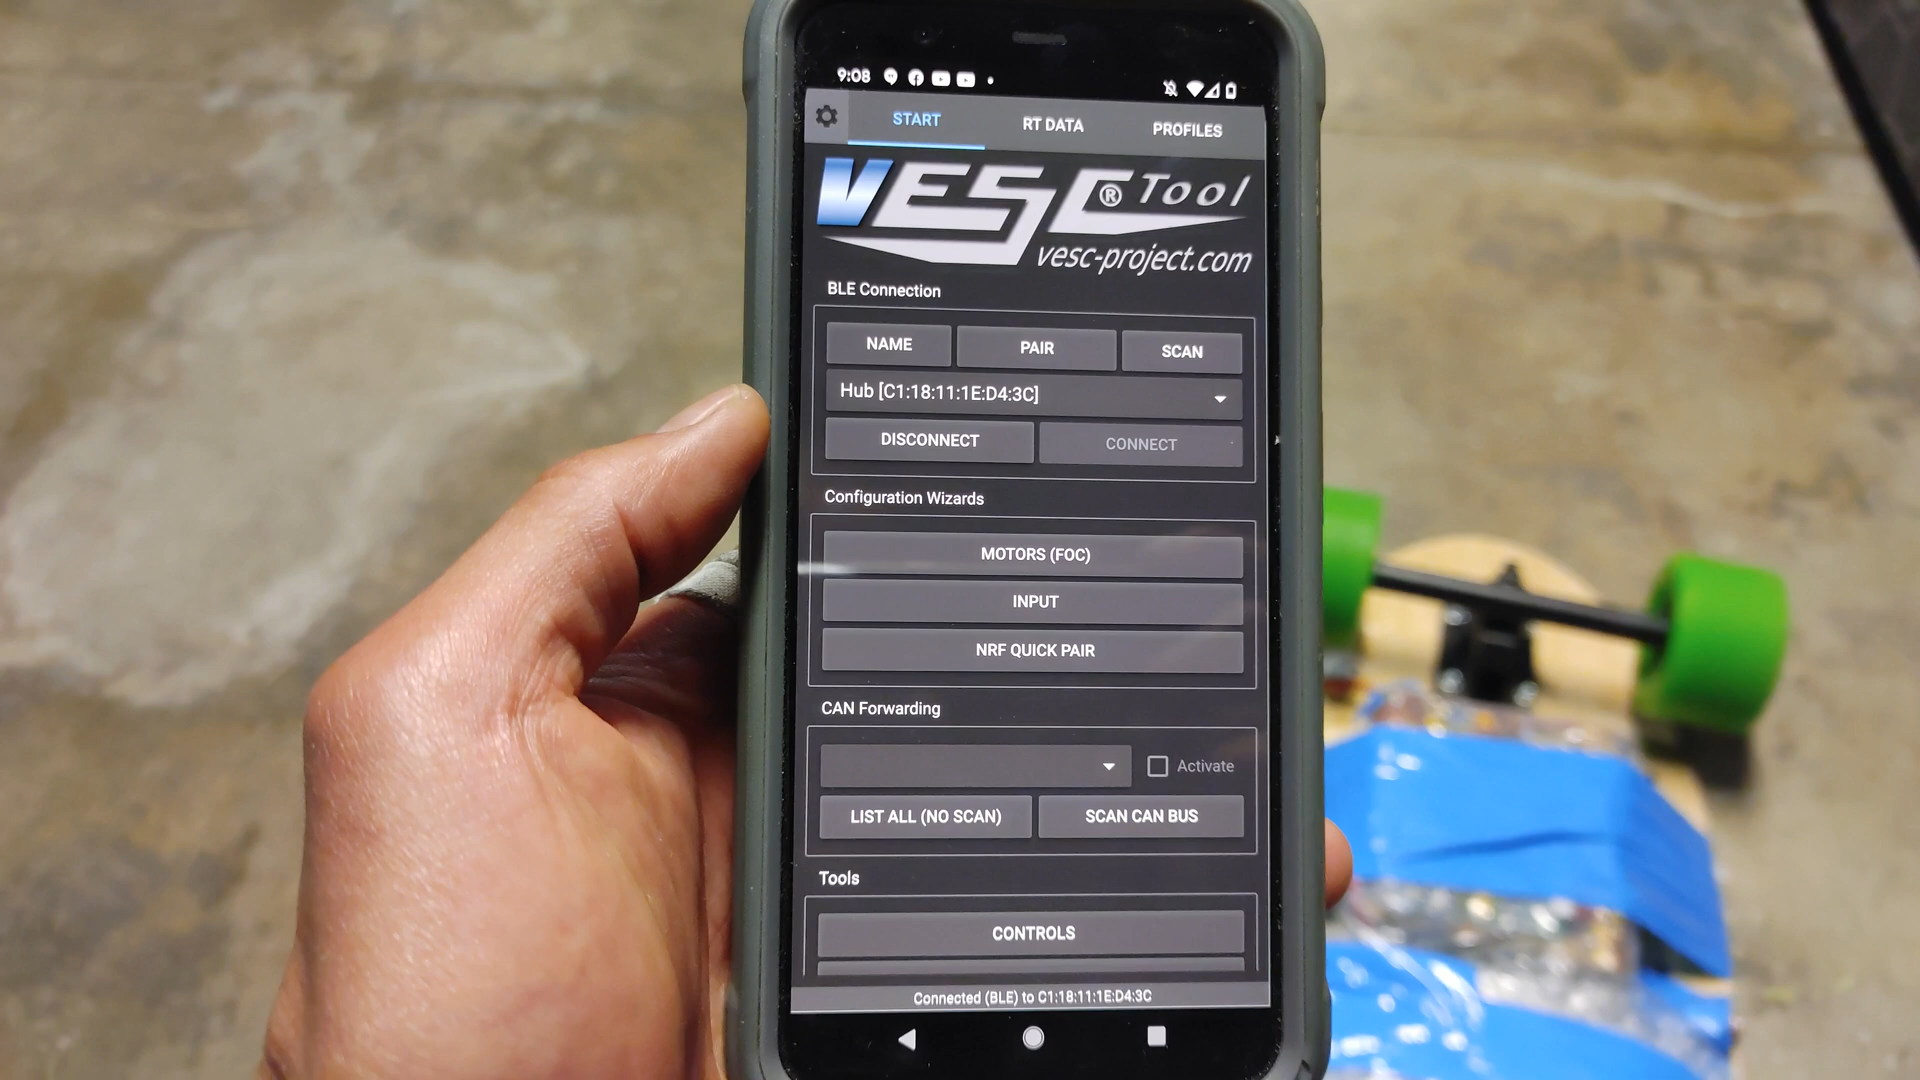 9:08
START RT DATA PROFILES
VESC® Tool
vesc-project.com
BLE Connection
NAME PAIR SCAN
Hub [C1:18:11:1E:D4:3C]
DISCONNECT CONNECT
Configuration Wizards
MOTORS (FOC)
INPUT
NRF QUICK PAIR
CAN Forwarding
Activate
LIST ALL (NO SCAN) SCAN CAN BUS
Tools
CONTROLS
Connected (BLE) to C1:18:11:1E:D4:3C